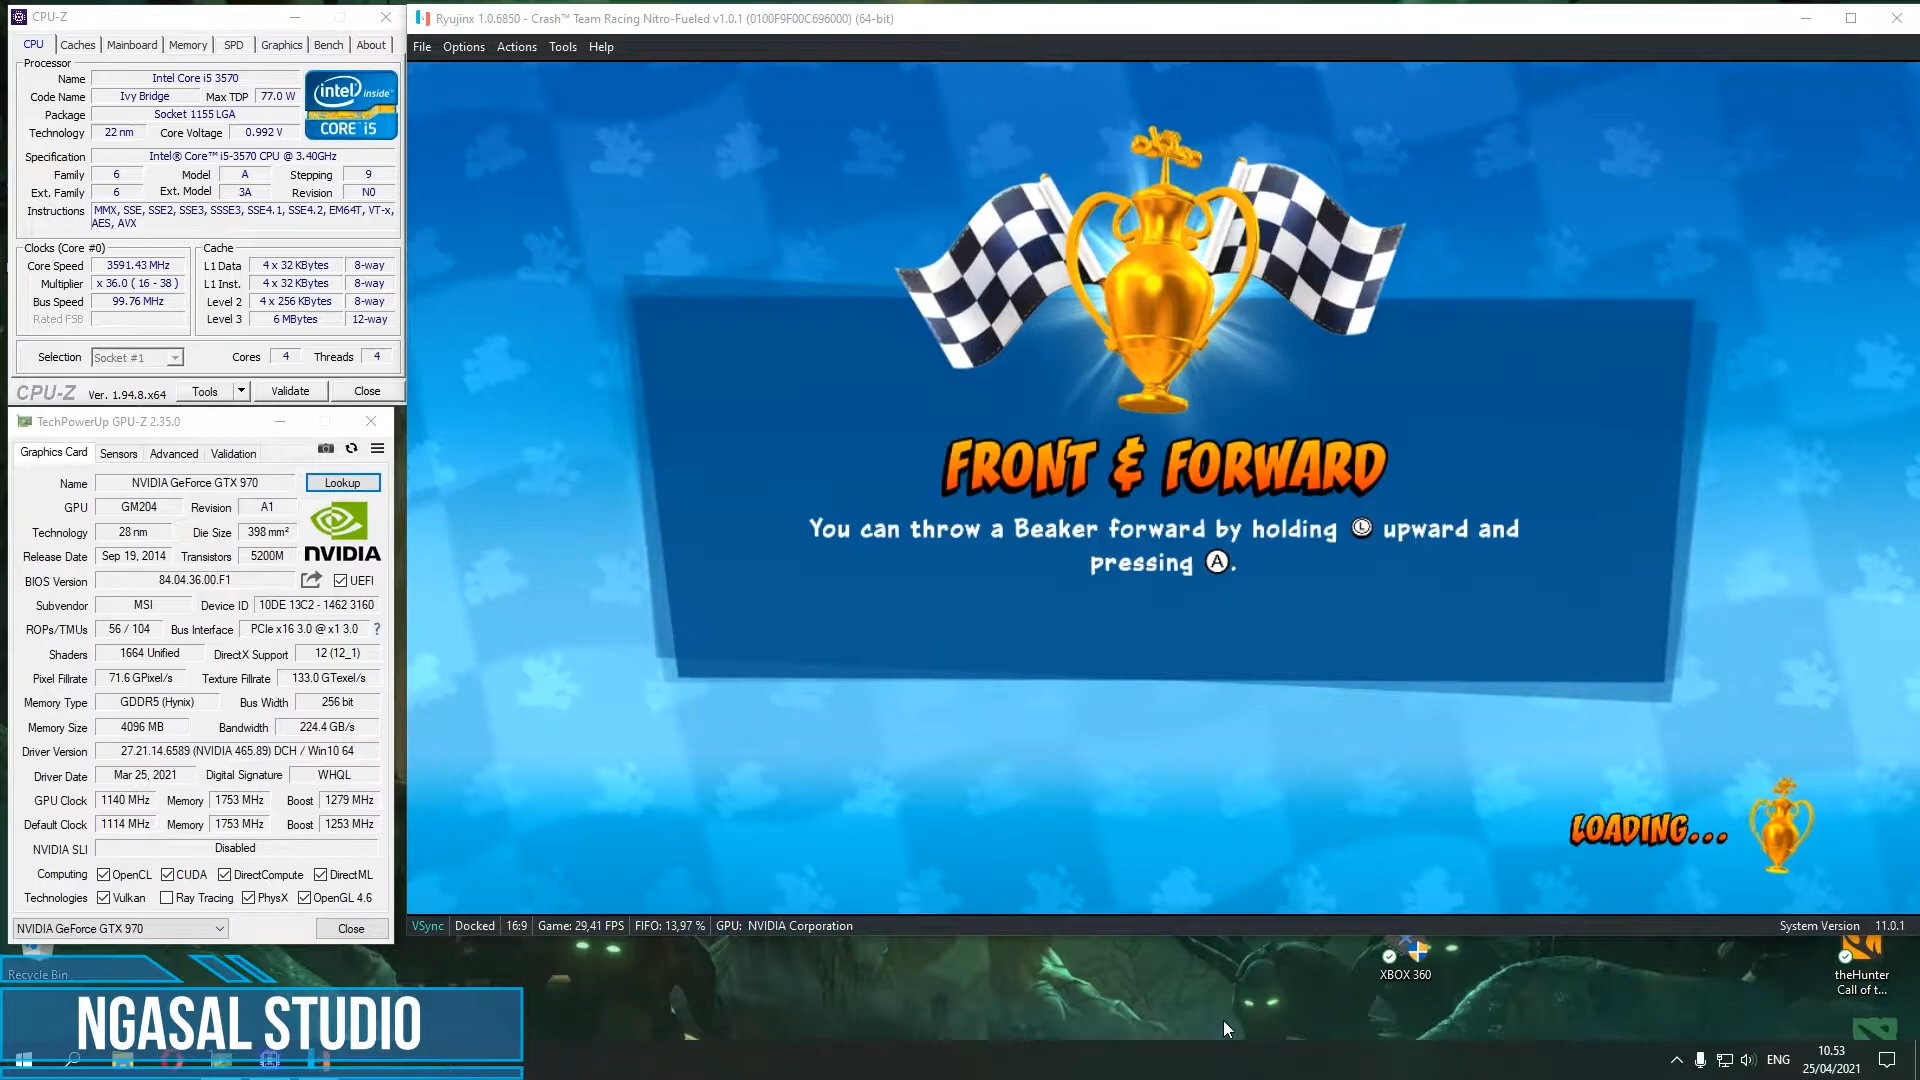 CPU-Z
CPU Caches Mainboard Memory SPD Graphics Bench About
Processor
Name Intel Core i5 3570
Code Name Ivy Bridge Max TDP 77.0 W
Package Socket 1155 LGA
Technology 22 nm Core Voltage 0.992 V
intel inside™
CORE i5
Specification Intel® Core™ i5-3570 CPU @ 3.40GHz
Family 6 Model A Stepping 9
Ext. Family 6 Ext. Model 3A Revision N0
Instructions MMX, SSE, SSE2, SSE3, SSSE3, SSE4.1, SSE4.2, EM64T, VT-x,
AES, AVX
Clocks (Core #0)
Core Speed 3591.43 MHz
Multiplier x 36.0 ( 16 - 38 )
Bus Speed 99.76 MHz
Rated FSB
Cache
L1 Data 4 x 32 KBytes 8-way
L1 Inst. 4 x 32 KBytes 8-way
Level 2 4 x 256 KBytes 8-way
Level 3 6 MBytes 12-way
Selection Socket #1 Cores 4 Threads 4
CPU-Z Ver. 1.94.8.x64 Tools Validate Close
TechPowerUp GPU-Z 2.35.0
Graphics Card Sensors Advanced Validation
Name NVIDIA GeForce GTX 970 Lookup
GPU GM204 Revision A1
Technology 28 nm Die Size 398 mm²
Release Date Sep 19, 2014 Transistors 5200M
NVIDIA
BIOS Version 84.04.36.00.F1 UEFI
Subvendor MSI Device ID 10DE 13C2 - 1462 3160
ROPs/TMUs 56 / 104 Bus Interface PCIe x16 3.0 @ x1 3.0 ?
Shaders 1664 Unified DirectX Support 12 (12_1)
Pixel Fillrate 71.6 GPixel/s Texture Fillrate 133.0 GTexel/s
Memory Type GDDR5 (Hynix) Bus Width 256 bit
Memory Size 4096 MB Bandwidth 224.4 GB/s
Driver Version 27.21.14.6589 (NVIDIA 465.89) DCH / Win10 64
Driver Date Mar 25, 2021 Digital Signature WHQL
GPU Clock 1140 MHz Memory 1753 MHz Boost 1279 MHz
Default Clock 1114 MHz Memory 1753 MHz Boost 1253 MHz
NVIDIA SLI Disabled
Computing OpenCL CUDA DirectCompute DirectML
Technologies Vulkan Ray Tracing PhysX OpenGL 4.6
NVIDIA GeForce GTX 970 Close
Ryujinx 1.0.6850 - Crash™ Team Racing Nitro-Fueled v1.0.1 (0100F9F00C696000) (64-bit)
File Options Actions Tools Help
FRONT & FORWARD
You can throw a Beaker forward by holding L upward and
pressing A.
LOADING...
VSync Docked 16:9 Game: 29,41 FPS FIFO: 13,97 % GPU: NVIDIA Corporation System Version 11.0.1
Recycle Bin
XBOX 360
theHunter
Call of t...
NGASAL STUDIO
ENG
10.53
25/04/2021